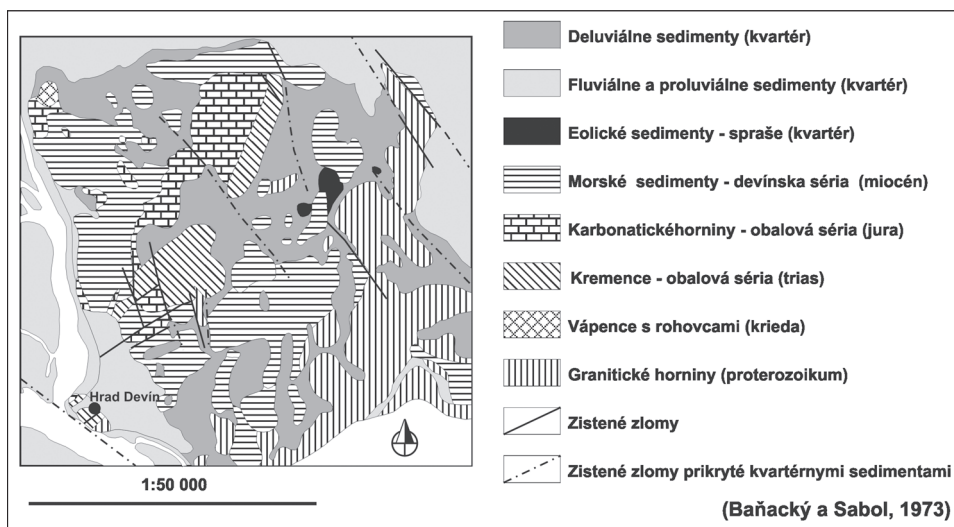 Hrad Devín
1:50 000
Deluviálne sedimenty (kvartér)
Fluviálne a proluviálne sedimenty (kvartér)
Eolické sedimenty - spraše (kvartér)
Morské sedimenty - devínska séria (miocén)
Karbonatickéhorniny - obalová séria (jura)
Kremence - obalová séria (trias)
Vápence s rohovcami (krieda)
Granitické horniny (proterozoikum)
Zistené zlomy
Zistené zlomy prikryté kvartérnymi sedimentami
(Baňacký a Sabol, 1973)